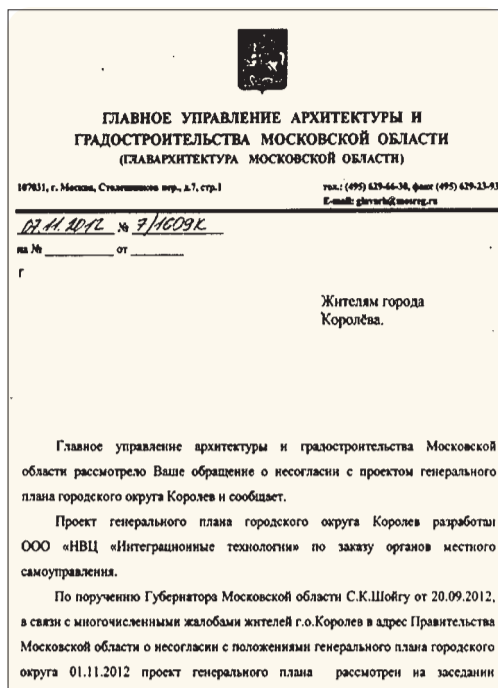 ГЛАВНОЕ УПРАВЛЕНИЕ АРХИТЕКТУРЫ И
ГРАДОСТРОИТЕЛЬСТВА МОСКОВСКОЙ ОБЛАСТИ
(ГЛАВАРХИТЕКТУРА МОСКОВСКОЙ ОБЛАСТИ)
107031, г. Москва, Столешников пер., д.7, стр.1
тел.: (495) 629-66-30, факс (495) 629-23-93
E-mail: glavarh@mosreg.ru
07.11.2012 № 7/1609К
на № от
Г
Жителям города
Королёва.
Главное управление архитектуры и градостроительства Московской
области рассмотрело Ваше обращение о несогласии с проектом генерального
плана городского округа Королев и сообщает.
Проект генерального плана городского округа Королев разработан
ООО «НВЦ «Интеграционные технологии» по заказу органов местного
самоуправления.
По поручению Губернатора Московской области С.К.Шойгу от 20.09.2012,
в связи с многочисленными жалобами жителей г.о.Королев в адрес Правительства
Московской области о несогласии с положениями генерального плана городского
округа 01.11.2012 проект генерального плана рассмотрен на заседании